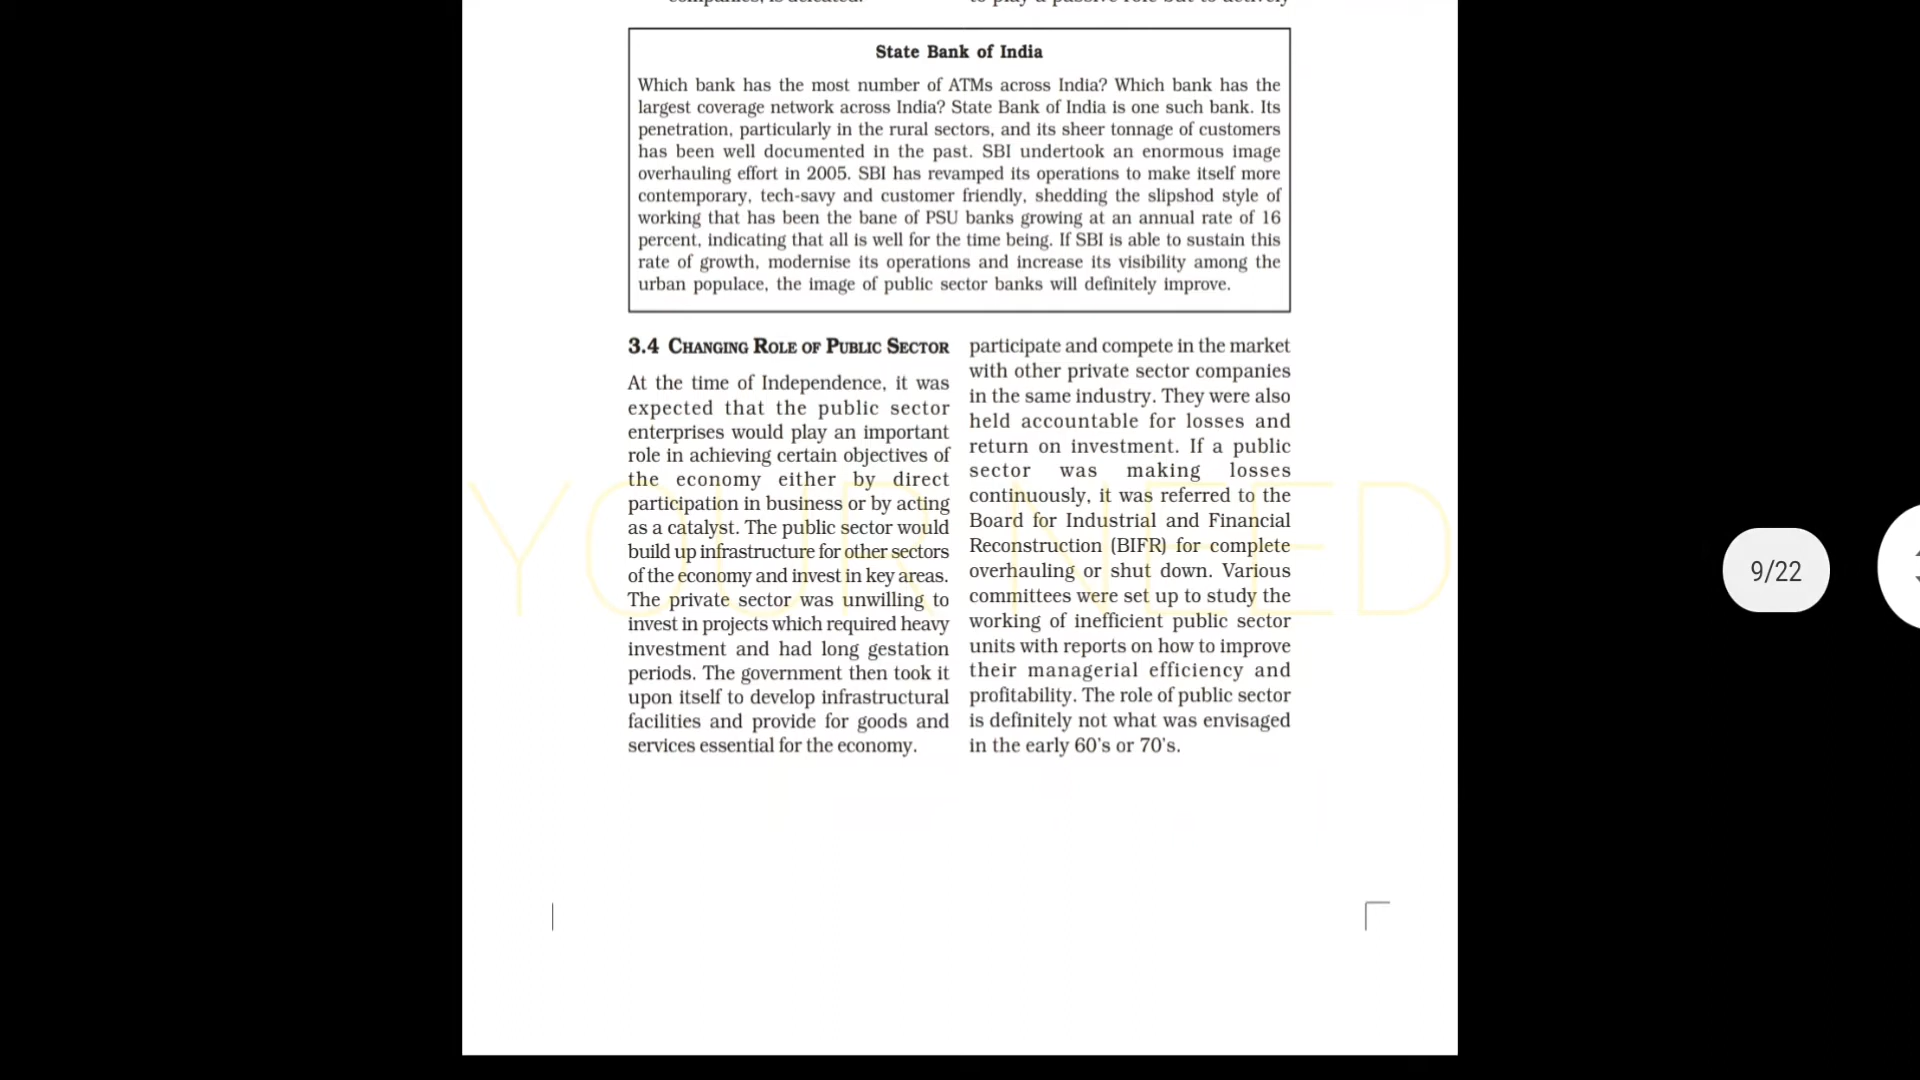 State Bank of India
Which bank has the most number of ATMs across India? Which bank has the
largest coverage network across India? State Bank of India is one such bank. Its
penetration, particularly in the rural sectors, and its sheer tonnage of customers
has been well documented in the past. SBI undertook an enormous image
overhauling effort in 2005. SBI has revamped its operations to make itself more
contemporary, tech-savy and customer friendly, shedding the slipshod style of
working that has been the bane of PSU banks growing at an annual rate of 16
percent, indicating that all is well for the time being. If SBI is able to sustain this
rate of growth, modernise its operations and increase its visibility among the
urban populace, the image of public sector banks will definitely improve.
3.4 CHANGING ROLE OF PUBLIC SECTOR
At the time of Independence, it was
expected that the public sector
enterprises would play an important
role in achieving certain objectives of
the economy either by direct
participation in business or by acting
as a catalyst. The public sector would
build up infrastructure for other sectors
of the economy and invest in key areas.
The private sector was unwilling to
invest in projects which required heavy
investment and had long gestation
periods. The government then took it
upon itself to develop infrastructural
facilities and provide for goods and
services essential for the economy.
participate and compete in the market
with other private sector companies
in the same industry. They were also
held accountable for losses and
return on investment. If a public
sector was making losses
continuously, it was referred to the
Board for Industrial and Financial
Reconstruction (BIFR) for complete
overhauling or shut down. Various
committees were set up to study the
working of inefficient public sector
units with reports on how to improve
their managerial efficiency and
profitability. The role of public sector
is definitely not what was envisaged
in the early 60's or 70's.
YOUR NEED
9/22